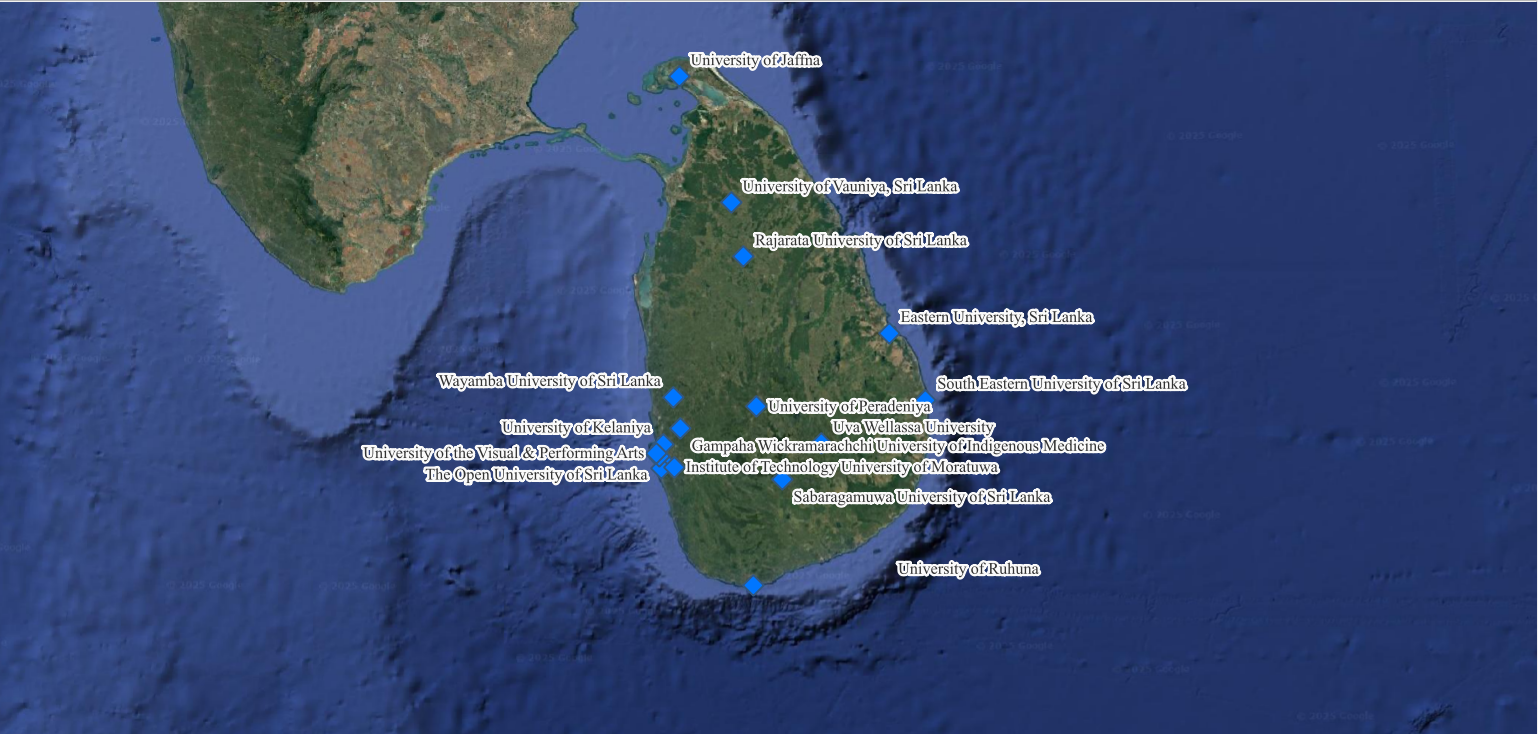 University of Jaffna
University of Vauniya, Sri Lanka
Rajarata University of Sri Lanka
Eastern University, Sri Lanka
Wayamba University of Sri Lanka
South Eastern University of Sri Lanka
University of Peradeniya
University of Kelaniya
Uva Wellassa University
Gampaha Wickramarachchi University of Indigenous Medicine
University of the Visual & Performing Arts
Institute of Technology University of Moratuwa
The Open University of Sri Lanka
Sabaragamuwa University of Sri Lanka
University of Ruhuna
© 2025 Google